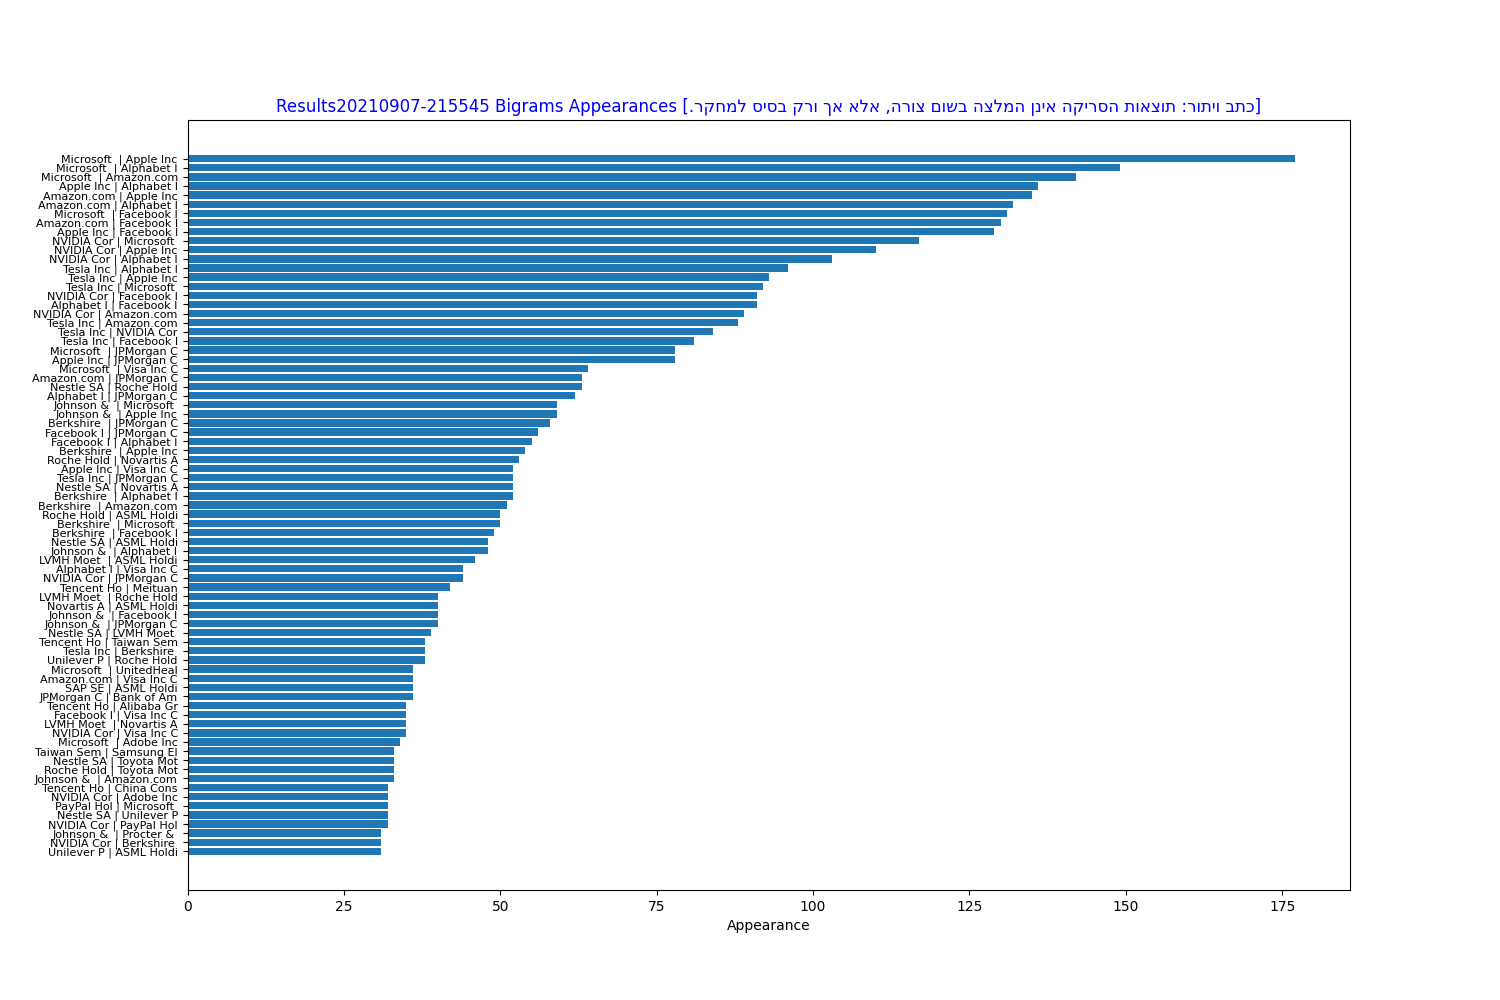 Results20210907-215545 Bigrams Appearances [.כתב ויתור: תוצאות הסריקה אינן המלצה בשום צורה, אלא אך ורק בסיס למחקר]
Microsoft  | Apple Inc
Microsoft  | Alphabet I
Microsoft  | Amazon.com
Apple Inc | Alphabet I
Amazon.com | Apple Inc
Amazon.com | Alphabet I
Microsoft  | Facebook I
Amazon.com | Facebook I
Apple Inc | Facebook I
NVIDIA Cor | Microsoft
NVIDIA Cor | Apple Inc
NVIDIA Cor | Alphabet I
Tesla Inc | Alphabet I
Tesla Inc | Apple Inc
Tesla Inc | Microsoft
NVIDIA Cor | Facebook I
Alphabet I | Facebook I
NVIDIA Cor | Amazon.com
Tesla Inc | Amazon.com
Tesla Inc | NVIDIA Cor
Tesla Inc | Facebook I
Microsoft  | JPMorgan C
Apple Inc | JPMorgan C
Microsoft  | Visa Inc C
Amazon.com | JPMorgan C
Nestle SA | Roche Hold
Alphabet I | JPMorgan C
Johnson &  | Microsoft
Johnson &  | Apple Inc
Berkshire  | JPMorgan C
Facebook I | JPMorgan C
Facebook I | Alphabet I
Berkshire  | Apple Inc
Roche Hold | Novartis A
Apple Inc | Visa Inc C
Tesla Inc | JPMorgan C
Nestle SA | Novartis A
Berkshire  | Alphabet I
Berkshire  | Amazon.com
Roche Hold | ASML Holdi
Berkshire  | Microsoft
Berkshire  | Facebook I
Nestle SA | ASML Holdi
Johnson &  | Alphabet I
LVMH Moet  | ASML Holdi
Alphabet I | Visa Inc C
NVIDIA Cor | JPMorgan C
Tencent Ho | Meituan
LVMH Moet  | Roche Hold
Novartis A | ASML Holdi
Johnson &  | Facebook I
Johnson &  | JPMorgan C
Nestle SA | LVMH Moet
Tencent Ho | Taiwan Sem
Tesla Inc | Berkshire
Unilever P | Roche Hold
Microsoft  | UnitedHeal
Amazon.com | Visa Inc C
SAP SE | ASML Holdi
JPMorgan C | Bank of Am
Tencent Ho | Alibaba Gr
Facebook I | Visa Inc C
LVMH Moet  | Novartis A
NVIDIA Cor | Visa Inc C
Microsoft  | Adobe Inc
Taiwan Sem | Samsung El
Nestle SA | Toyota Mot
Roche Hold | Toyota Mot
Johnson &  | Amazon.com
Tencent Ho | China Cons
NVIDIA Cor | Adobe Inc
PayPal Hol | Microsoft
Nestle SA | Unilever P
NVIDIA Cor | PayPal Hol
Johnson &  | Procter &
NVIDIA Cor | Berkshire
Unilever P | ASML Holdi
0 25 50 75 100 125 150 175
Appearance